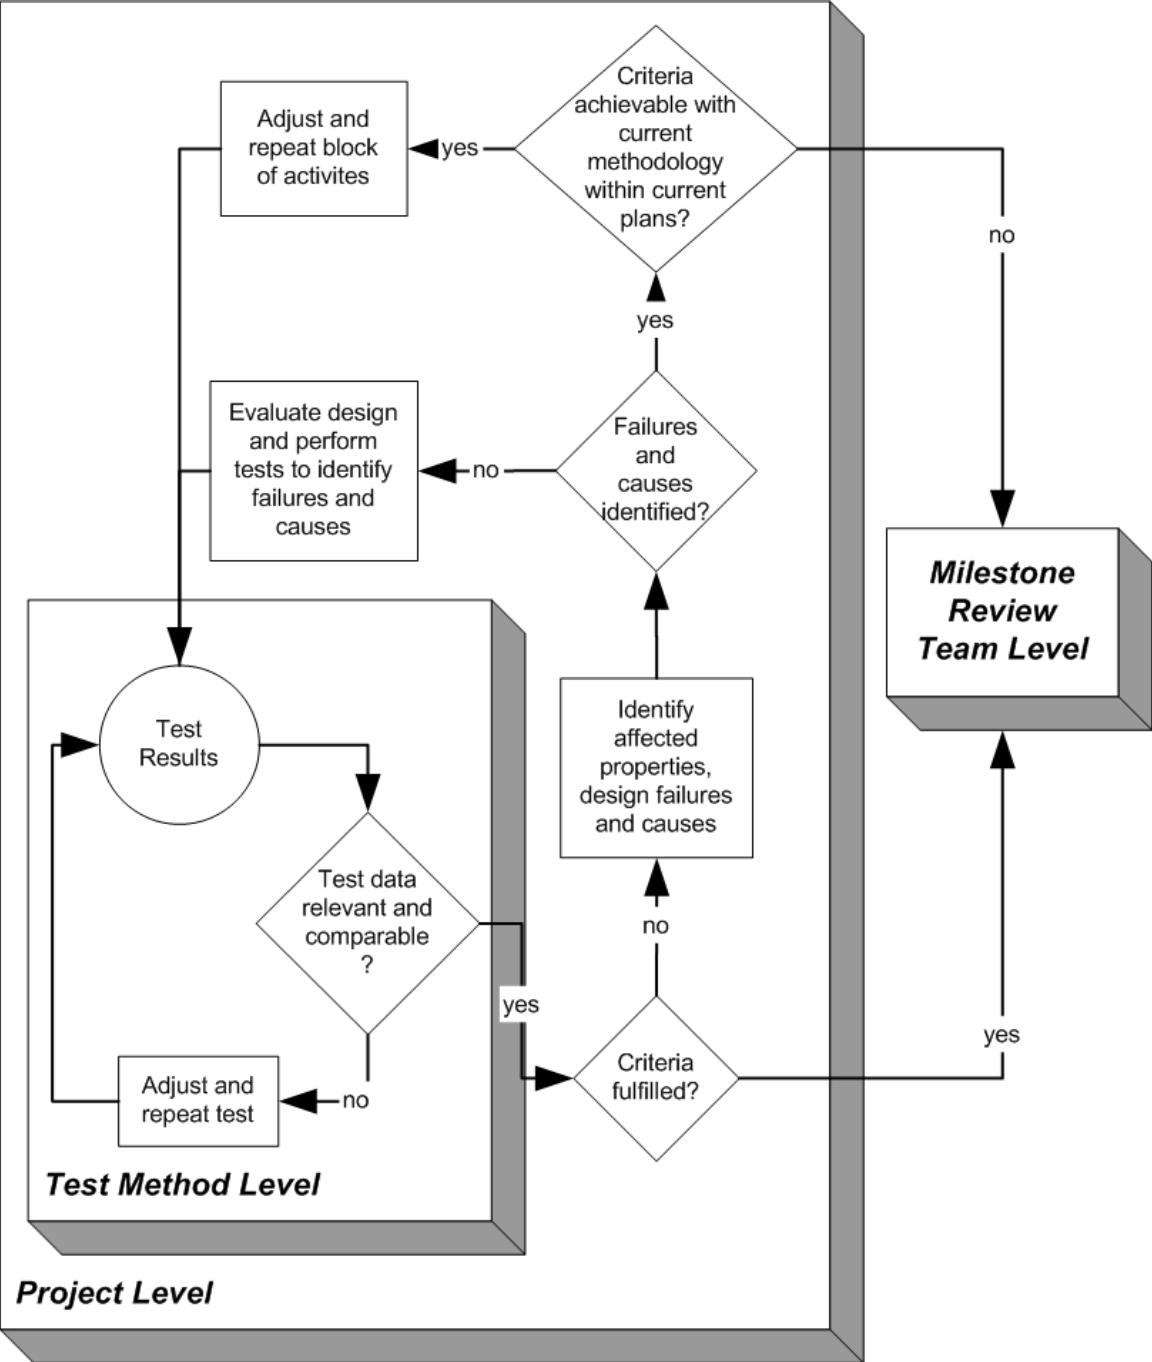 Criteria
achievable with
current
methodology
within current
plans?
Adjust and
repeat block
of activites
yes
no
yes
Evaluate design
and perform
tests to identify
failures and
causes
no
Failures
and
causes
identified?
Milestone
Review
Team Level
Identify
affected
properties,
design failures
and causes
Test
Results
Test data
relevant and
comparable
?
no
yes
yes
Criteria
fulfilled?
Adjust and
repeat test
no
Test Method Level
Project Level